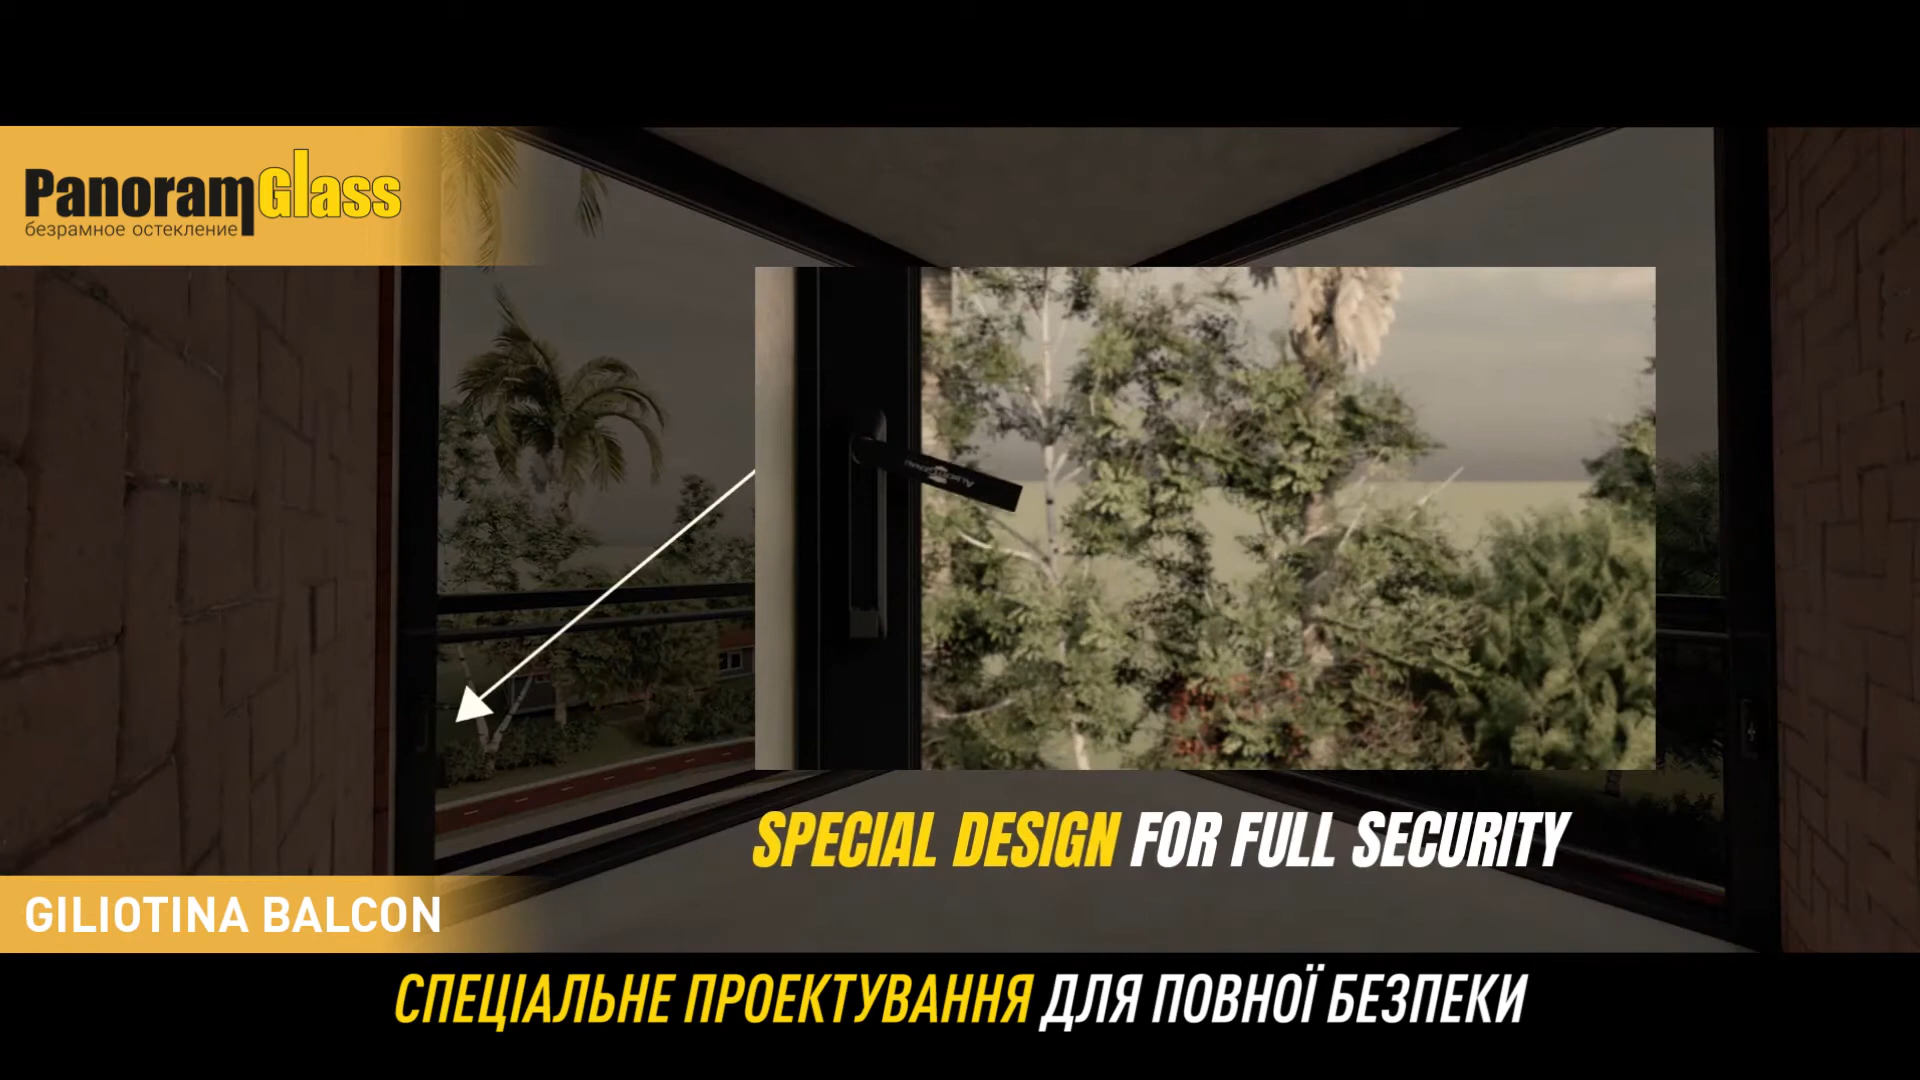 PanoramGlass
безрамное остекление
SPECIAL DESIGN FOR FULL SECURITY
GILIOTINA BALCON
СПЕЦІАЛЬНЕ ПРОЕКТУВАННЯ ДЛЯ ПОВНОЇ БЕЗПЕКИ